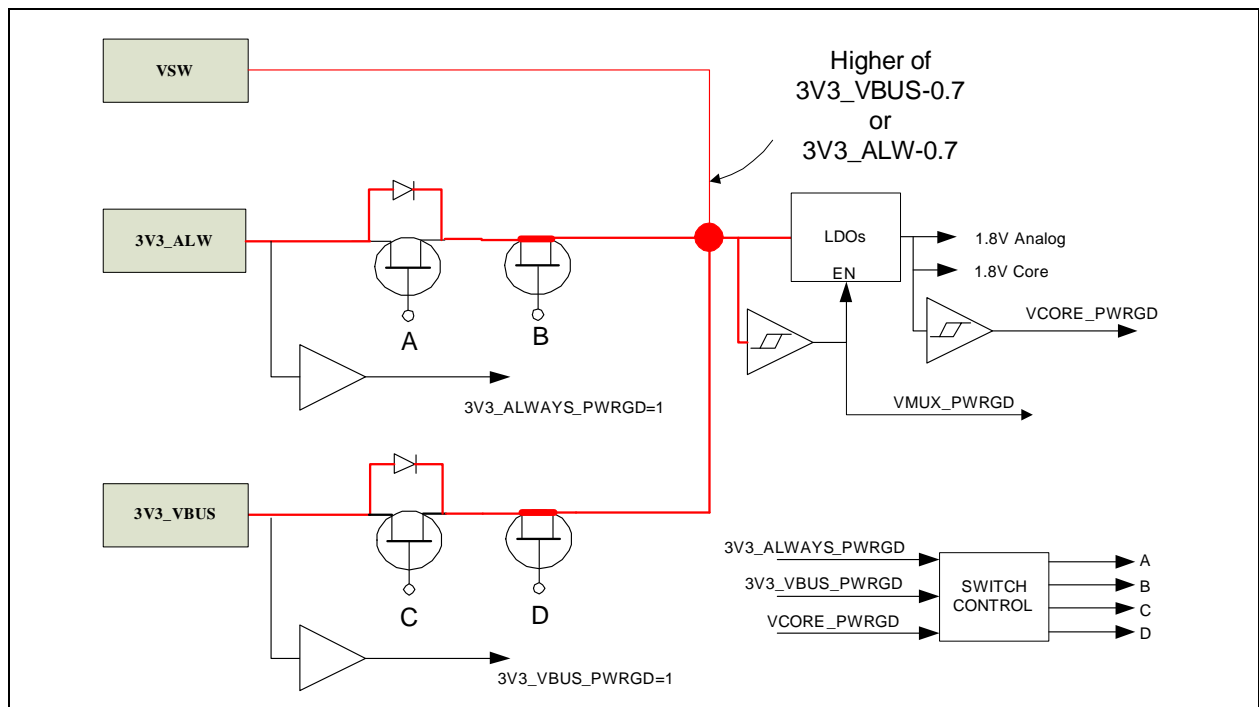 VSW
Higher of
3V3_VBUS-0.7
or
3V3_ALW-0.7
3V3_ALW
A
B
3V3_ALWAYS_PWRGD=1
LDOs
EN
1.8V Analog
1.8V Core
VCORE_PWRGD
VMUX_PWRGD
3V3_VBUS
C
D
3V3_VBUS_PWRGD=1
3V3_ALWAYS_PWRGD
3V3_VBUS_PWRGD
VCORE_PWRGD
SWITCH
CONTROL
A
B
C
D